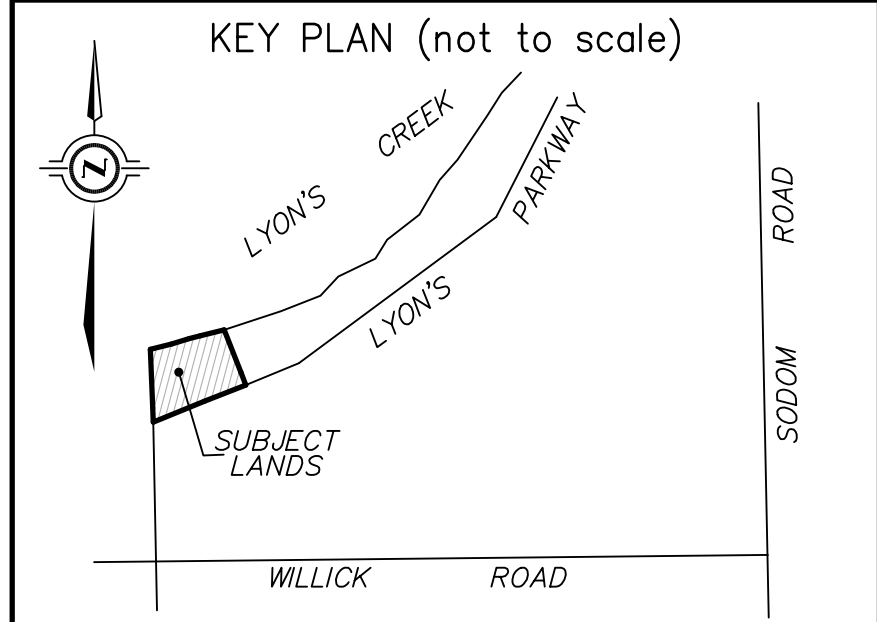 KEY PLAN (not to scale)
N
LYON'S CREEK
LYON'S PARKWAY
SODOM ROAD
SUBJECT
LANDS
WILLICK ROAD